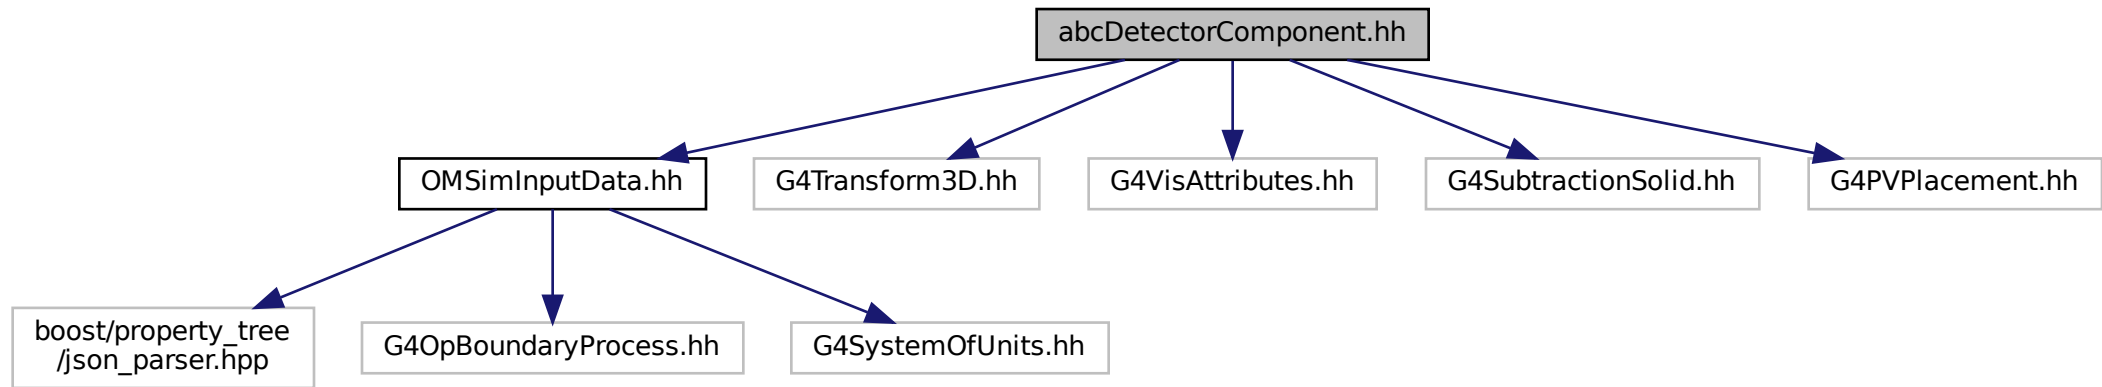 abcDetectorComponent.hh
OMSimInputData.hh
G4Transform3D.hh
G4VisAttributes.hh
G4SubtractionSolid.hh
G4PVPlacement.hh
boost/property_tree
/json_parser.hpp
G4OpBoundaryProcess.hh
G4SystemOfUnits.hh